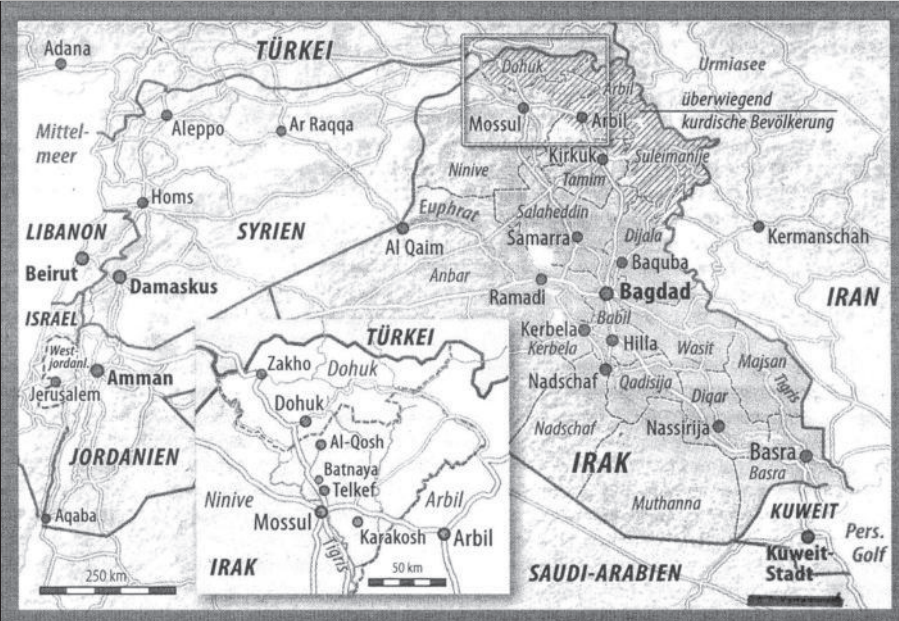 Adana
TÜRKEI
Urmiasee
Dohuk
Arbil
überwiegend
kurdische Bevölkerung
Mittel-
meer
Aleppo
Ar Raqqa
Mossul
Arbil
Kirkuk
Suleimanije
Ninive
Tamim
Homs
Euphrat
Salaheddin
LIBANON
SYRIEN
Al Qaim
Samarra
Dijala
Kermanschah
Beirut
Damaskus
Anbar
Baquba
Ramadi
Bagdad
IRAN
ISRAEL
Babil
Kerbela
Kerbela
Hilla
Wasit
Majsan
West-
jordanl.
Amman
Jerusalem
Nadschaf
Qadisija
Tigris
Diqar
Nadschaf
Nassirija
Basra
Basra
JORDANIEN
IRAK
Muthanna
KUWEIT
Aqaba
Pers.
Golf
Kuweit-
Stadt
SAUDI-ARABIEN
250 km
TÜRKEI
Zakho
Dohuk
Dohuk
Al-Qosh
Batnaya
Telkef
Ninive
Arbil
Mossul
Karakosh
Arbil
Tigris
IRAK
50 km